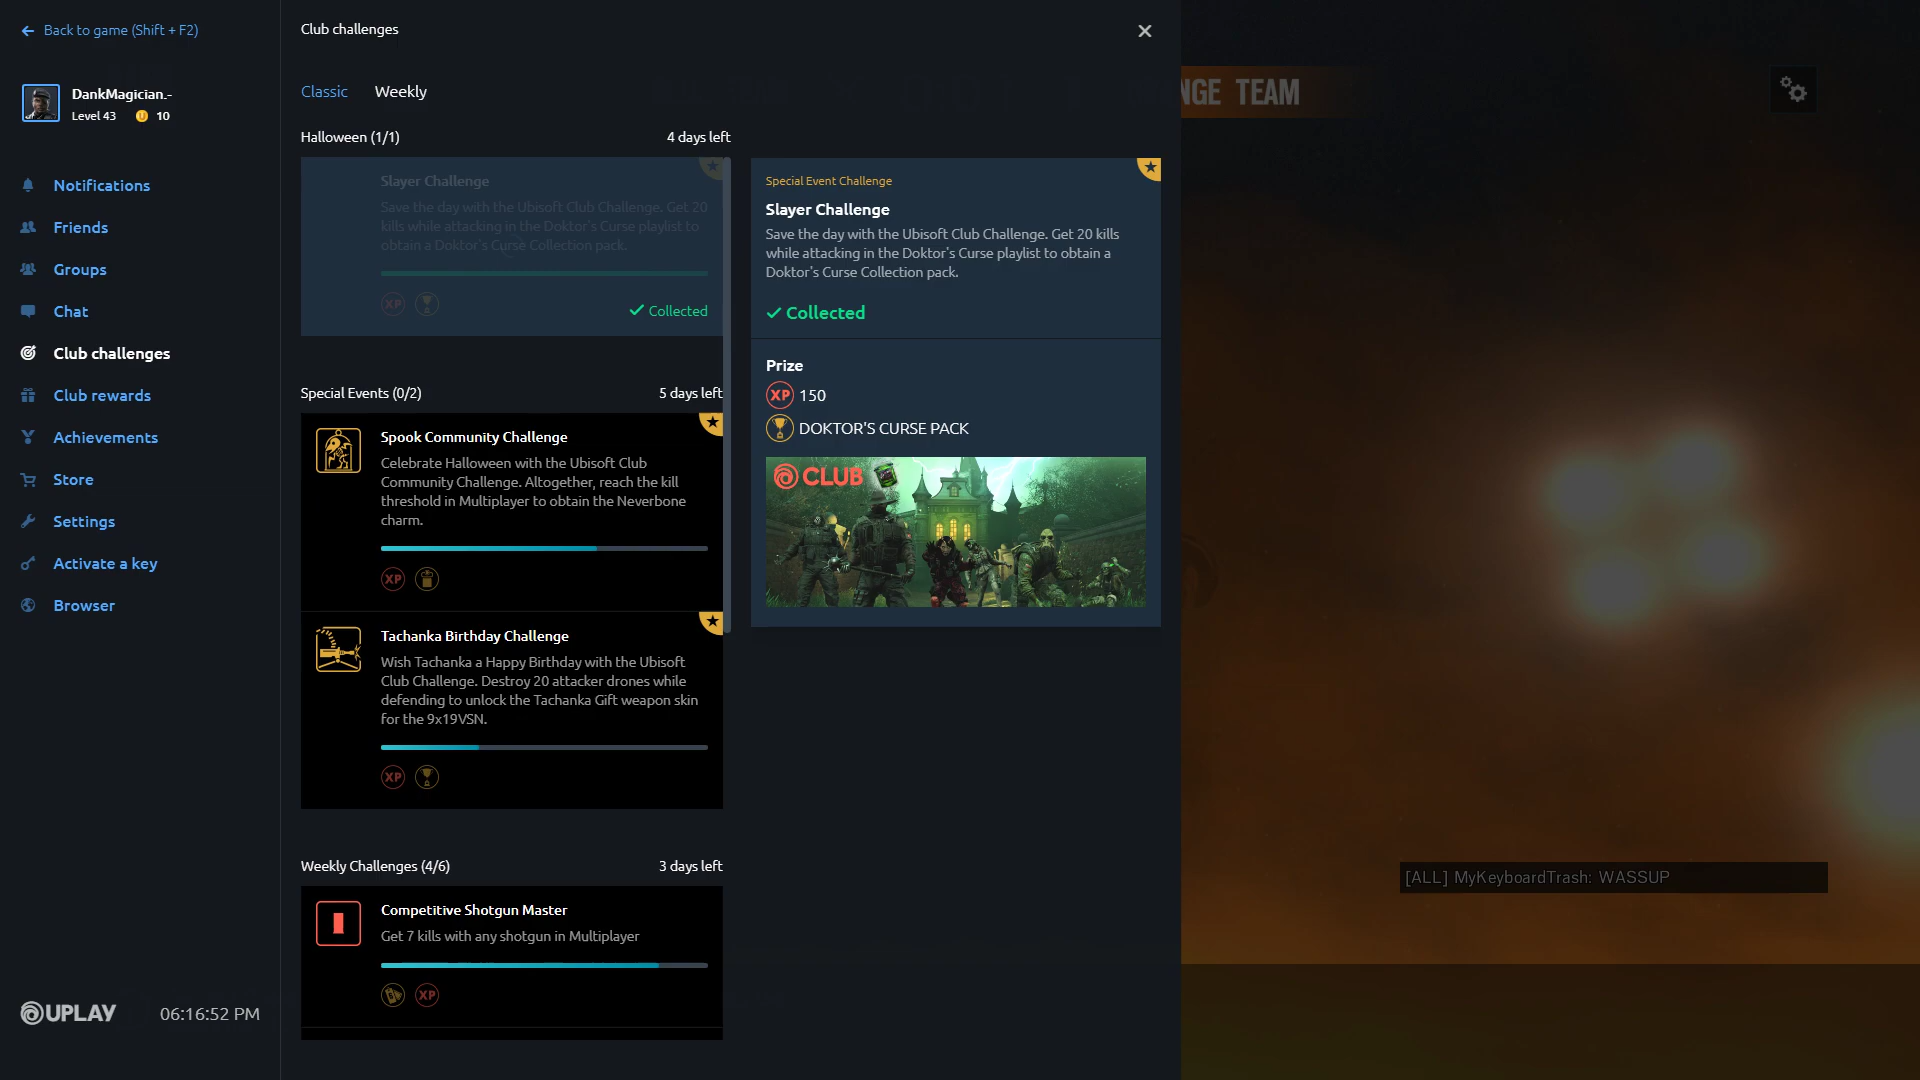 Back to game (Shift + F2)
DankMagician.-
Level 43 10
Notifications
Friends
Groups
Chat
Club challenges
Club rewards
Achievements
Store
Settings
Activate a key
Browser
UPLAY 06:16:52 PM
Club challenges
Classic Weekly
Halloween (1/1) 4 days left
Slayer Challenge
Save the day with the Ubisoft Club Challenge. Get 20
kills while attacking in the Doktor's Curse playlist to
obtain a Doktor's Curse Collection pack.
XP
Collected
Special Events (0/2) 5 days left
Spook Community Challenge
Celebrate Halloween with the Ubisoft Club
Community Challenge. Altogether, reach the kill
threshold in Multiplayer to obtain the Neverbone
charm.
XP
Tachanka Birthday Challenge
Wish Tachanka a Happy Birthday with the Ubisoft
Club Challenge. Destroy 20 attacker drones while
defending to unlock the Tachanka Gift weapon skin
for the 9x19VSN.
XP
Weekly Challenges (4/6) 3 days left
Competitive Shotgun Master
Get 7 kills with any shotgun in Multiplayer
XP
Special Event Challenge
Slayer Challenge
Save the day with the Ubisoft Club Challenge. Get 20 kills
while attacking in the Doktor's Curse playlist to obtain a
Doktor's Curse Collection pack.
Collected
Prize
XP 150
DOKTOR'S CURSE PACK
CLUB
NGE TEAM
[ALL] MyKeyboardTrash: WASSUP